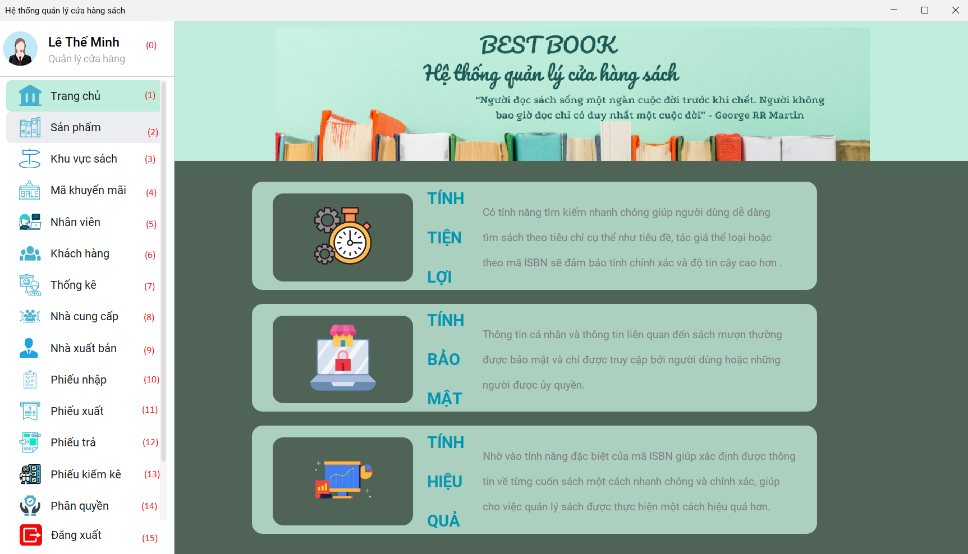 Hệ thống quản lý cửa hàng sách
Lê Thế Minh
(0)
Quản lý cửa hàng
Trang chủ (1)
Sản phẩm (2)
Khu vực sách (3)
Mã khuyến mãi (4)
Nhân viên (5)
Khách hàng (6)
Thống kê (7)
Nhà cung cấp (8)
Nhà xuất bản (9)
Phiếu nhập (10)
Phiếu xuất (11)
Phiếu trả (12)
Phiếu kiểm kê (13)
Phân quyền (14)
Đăng xuất (15)
BEST BOOK
Hệ thống quản lý cửa hàng sách
“Người đọc sách sống một ngàn cuộc đời trước khi chết. Người không
bao giờ đọc chỉ có duy nhất một cuộc đời” - George RR Martin
TÍNH
TIỆN
LỢI
Có tính năng tìm kiếm nhanh chóng giúp người dùng dễ dàng
tìm sách theo tiêu chí cụ thể như tiêu đề, tác giả thể loại hoặc
theo mã ISBN sẽ đảm bảo tính chính xác và độ tin cậy cao hơn .
TÍNH
BẢO
MẬT
Thông tin cá nhân và thông tin liên quan đến sách mượn thường
được bảo mật và chỉ được truy cập bởi người dùng hoặc những
người được ủy quyền.
TÍNH
HIỆU
QUẢ
Nhờ vào tính năng đặc biệt của mã ISBN giúp xác định được thông
tin về từng cuốn sách một cách nhanh chóng và chính xác, giúp
cho việc quản lý sách được thực hiện một cách hiệu quả hơn.